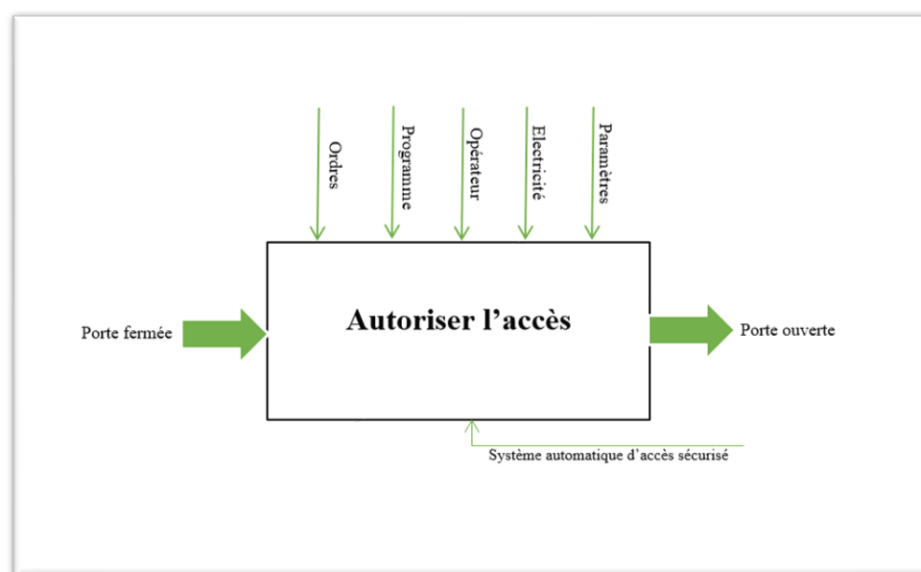 Ordres
Programme
Opérateur
Electricité
Paramètres
Autoriser l’accès
Porte fermée
Porte ouverte
Système automatique d’accès sécurisé